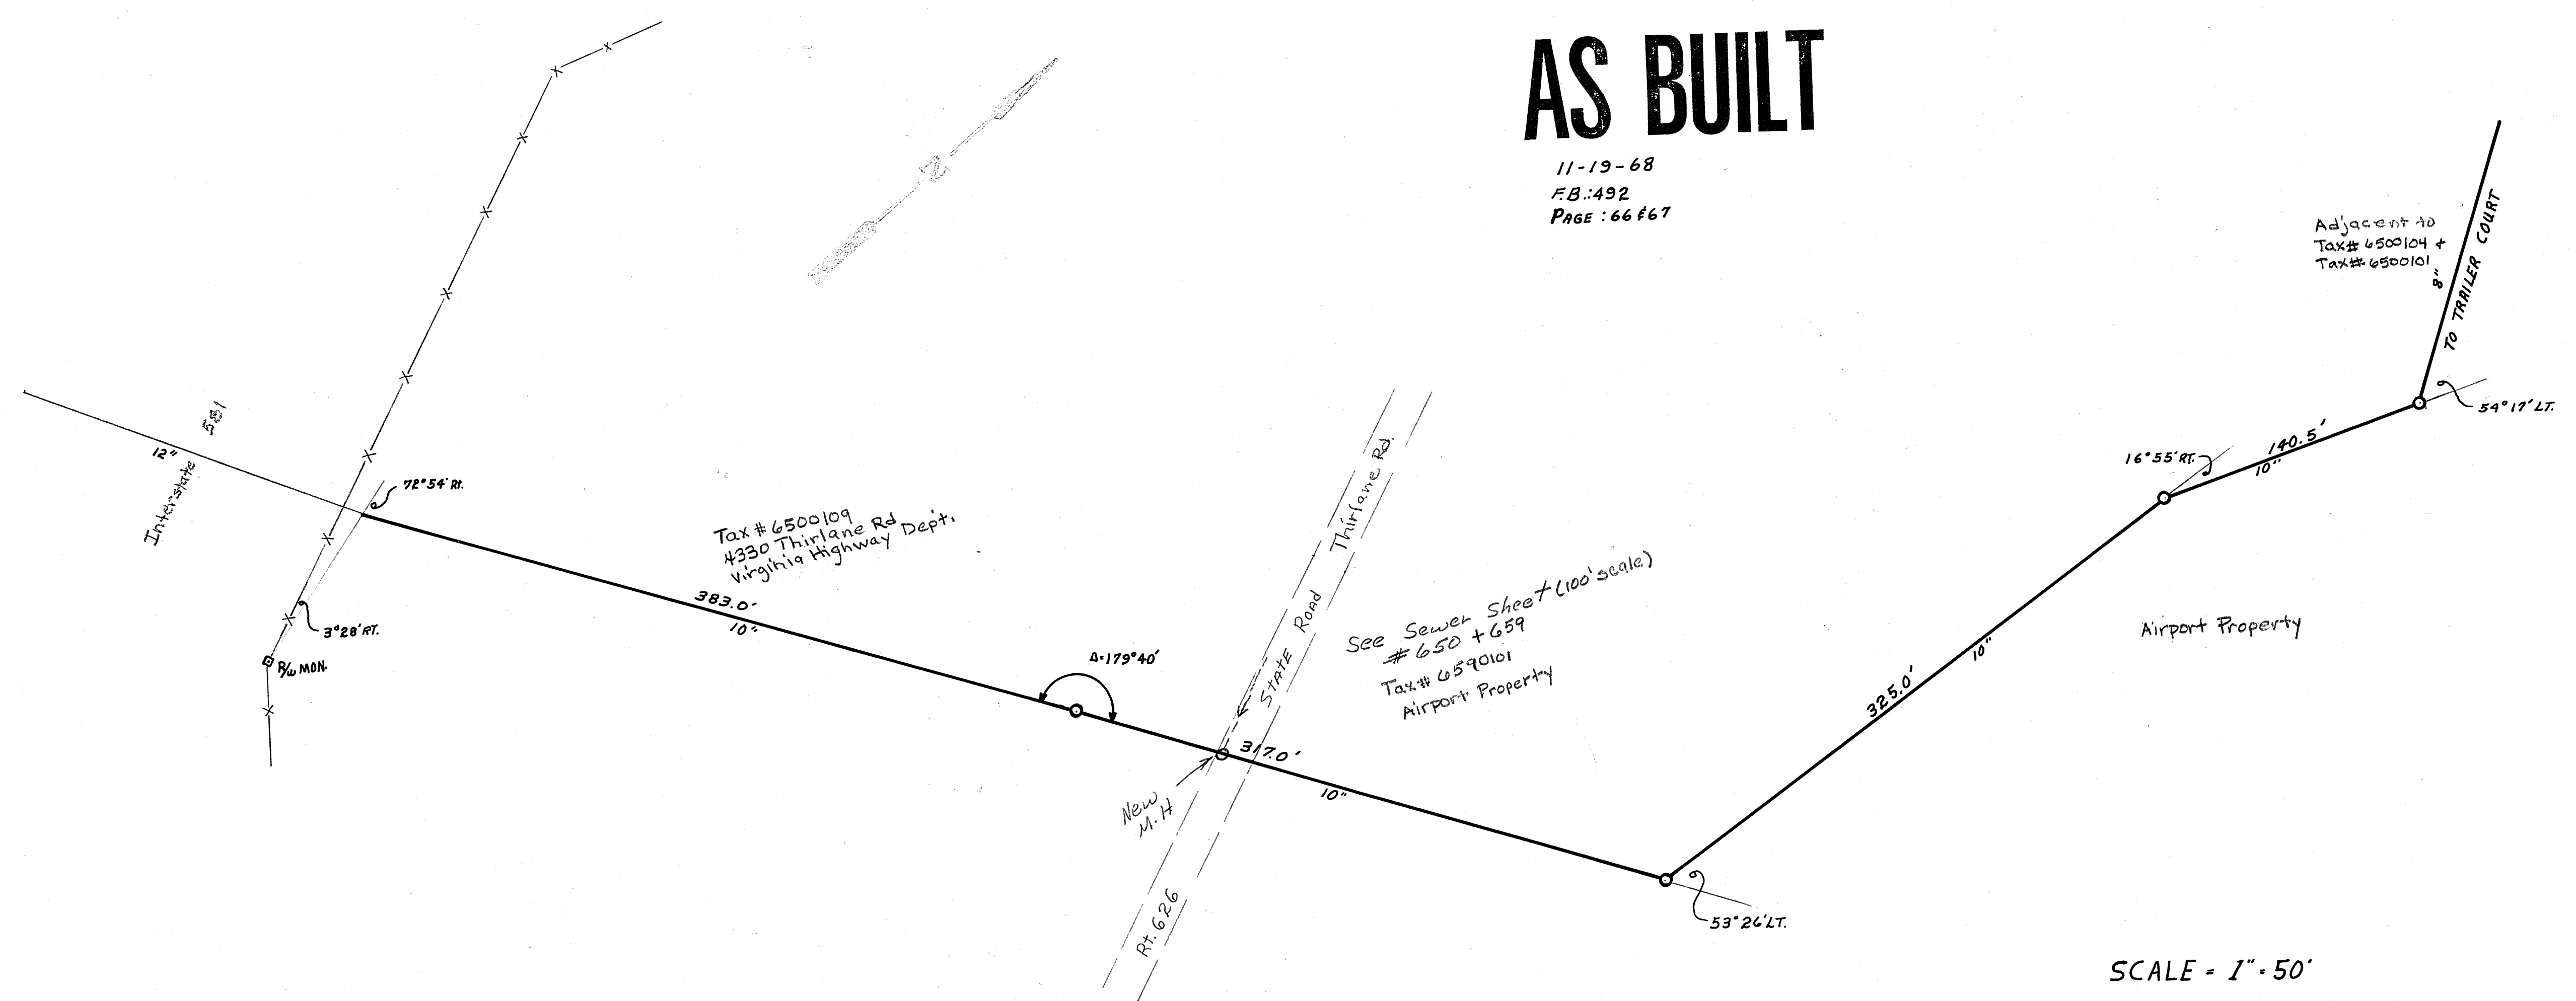 AS BUILT
11-19-68
F.B.:492
PAGE : 66 & 67
N
Adjacent to
Tax# 6500104 +
Tax# 6500101
8"
TO TRAILER COURT
54°17' LT.
140.5'
10"
16°55' RT.
581
12"
Interstate
72°54' Rt.
3°28' RT.
R/W MON.
Tax # 6500109
4330 Thirlane Rd
Virginia Highway Dept.
383.0'
10"
Δ=179°40'
Thirlane Rd.
STATE ROAD
See Sewer Sheet (100' scale)
# 650 + 659
Tax# 6590101
Airport Property
317.0'
10"
New
M.H
Rt. 626
325.0'
10"
Airport Property
53°26' LT.
SCALE = 1" = 50'